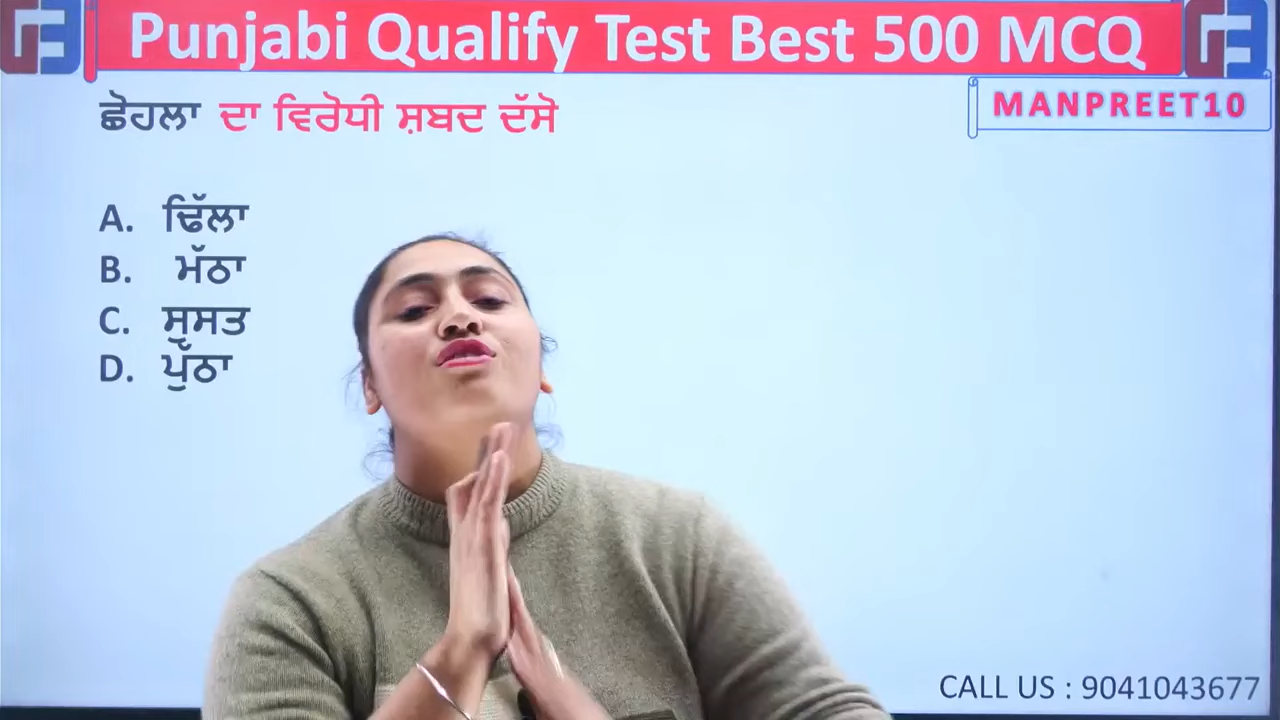 Punjabi Qualify Test Best 500 MCQ
MANPREET10
ਛੋਹਲਾ ਦਾ ਵਿਰੋਧੀ ਸ਼ਬਦ ਦੱਸੋ
A. ਢਿੱਲਾ
B. ਮੱਠਾ
C. ਸੁਸਤ
D. ਪੁੱਠਾ
CALL US : 9041043677